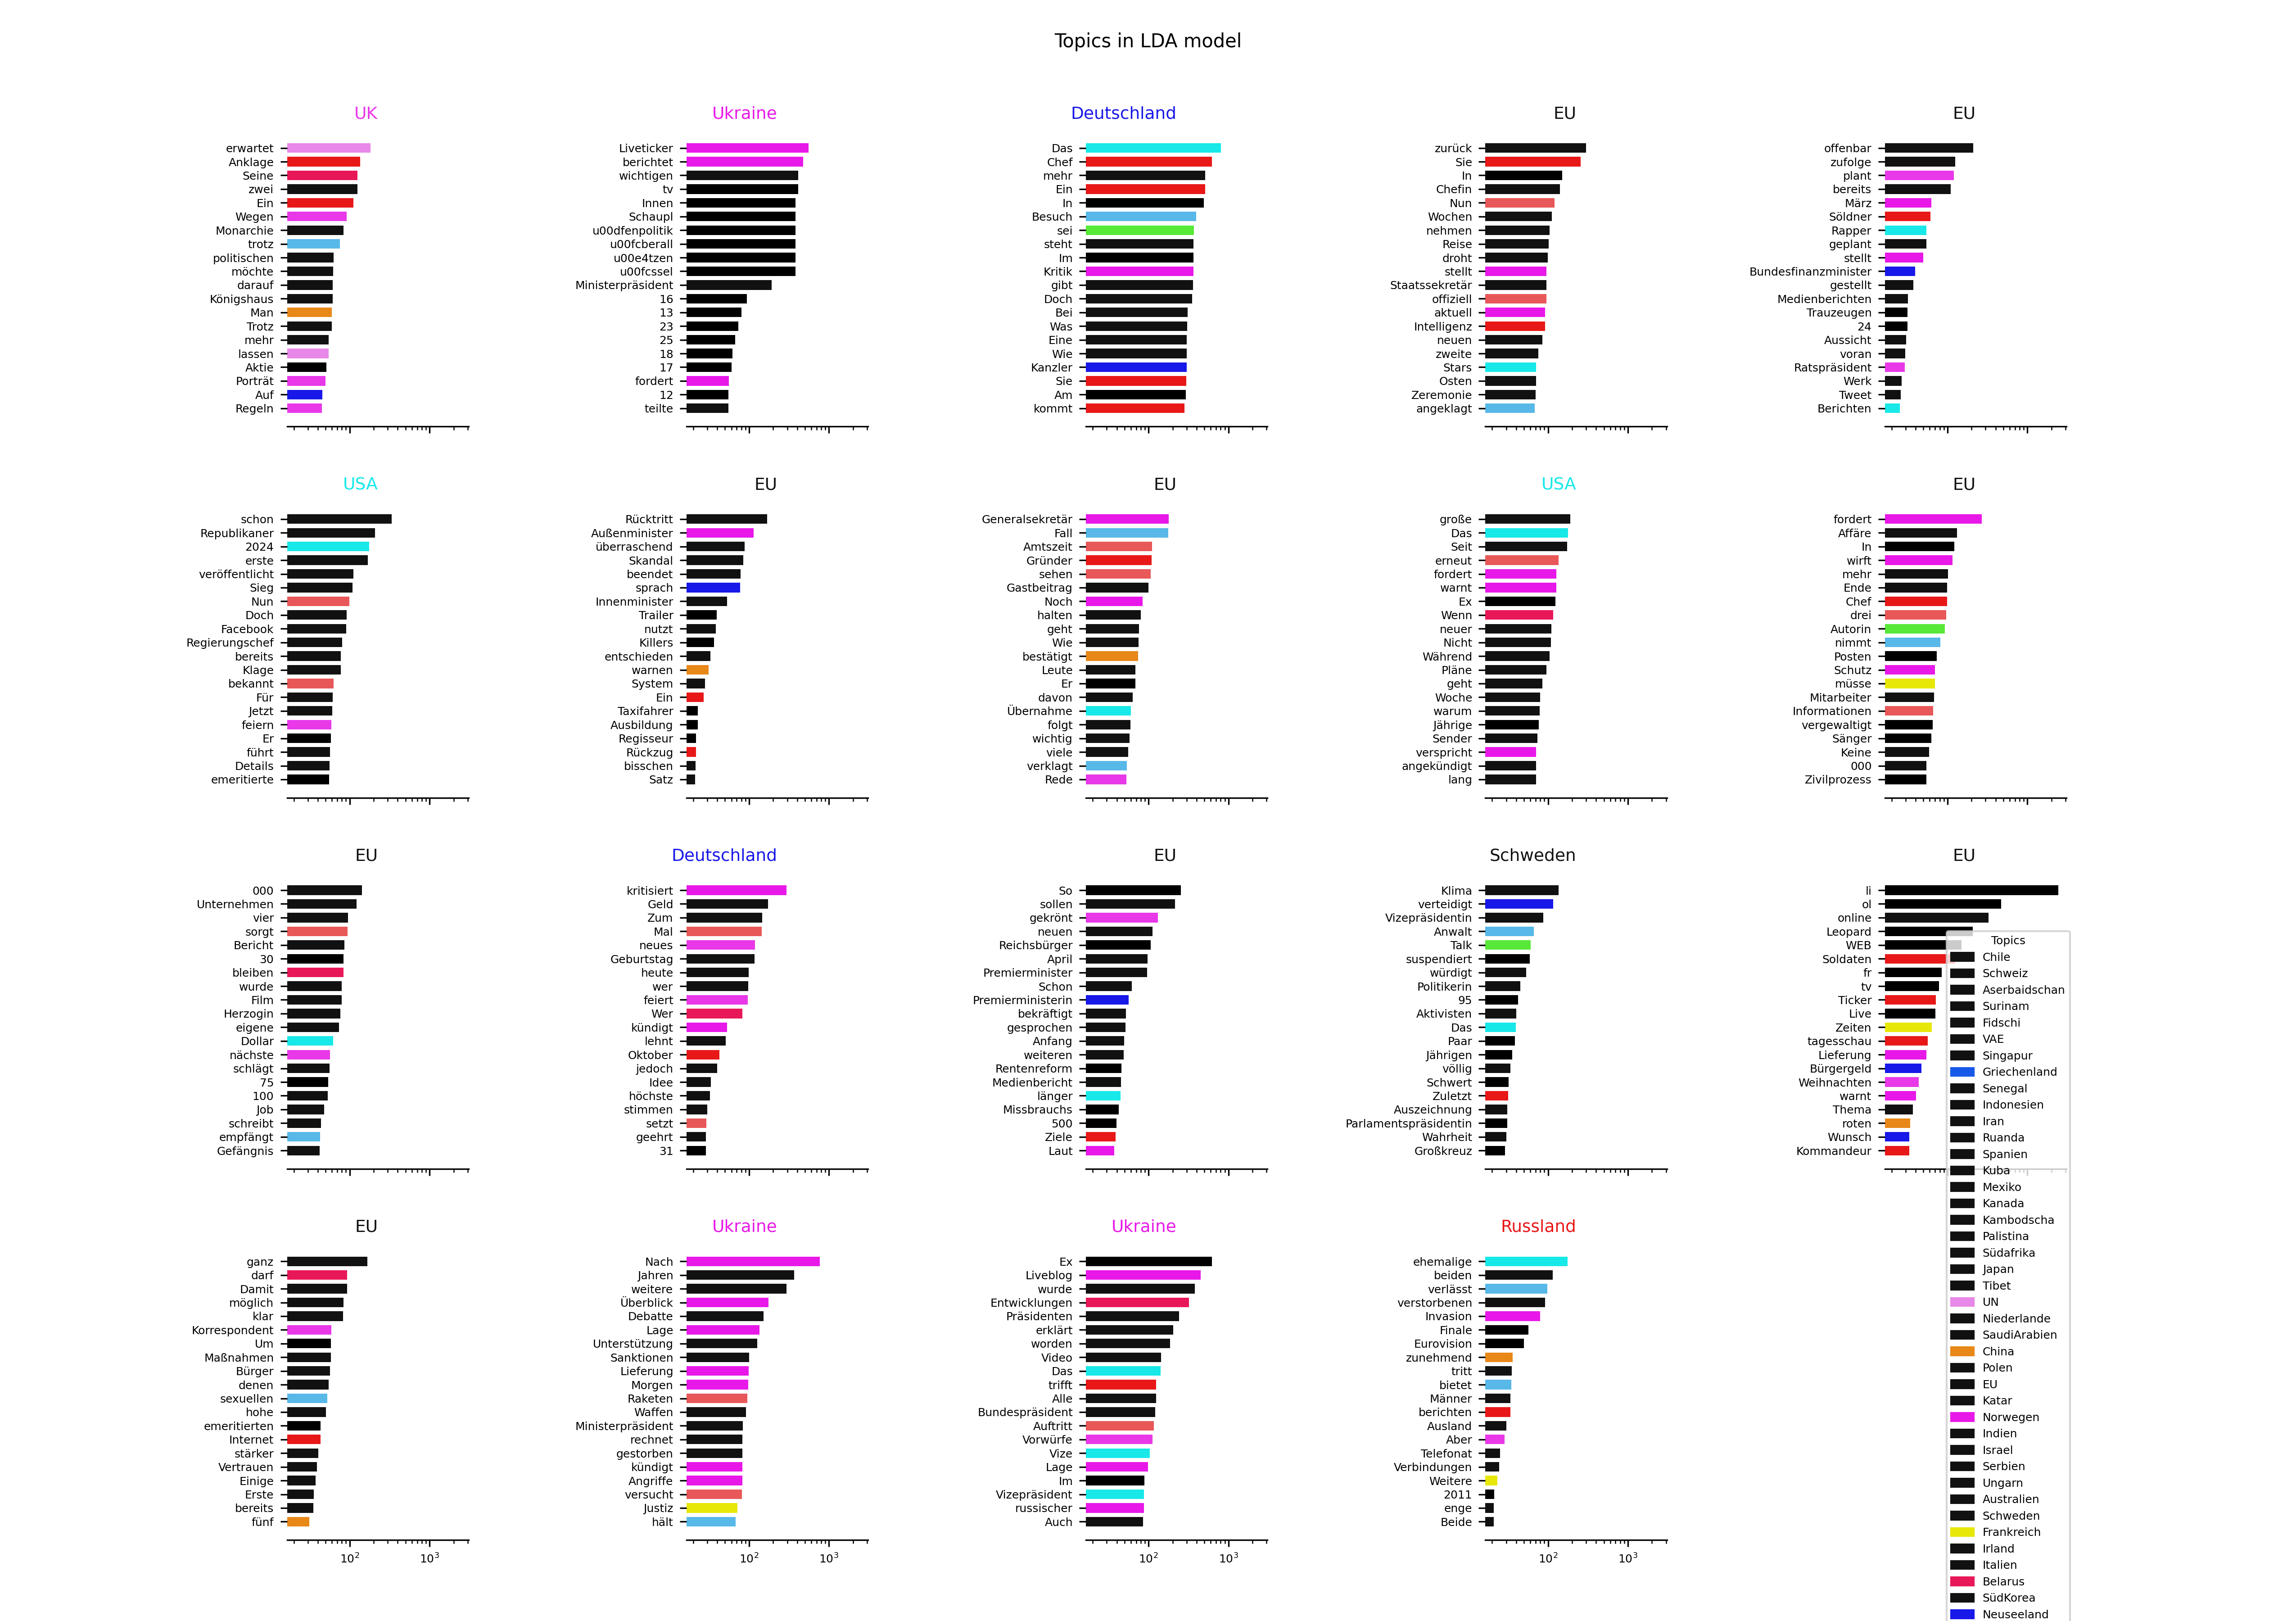 Topics in LDA model
UK
erwartet
Anklage
Seine
zwei
Ein
Wegen
Monarchie
trotz
politischen
möchte
darauf
Königshaus
Man
Trotz
mehr
lassen
Aktie
Porträt
Auf
Regeln
Ukraine
Liveticker
berichtet
wichtigen
tv
Innen
Schaupl
u00dfenpolitik
u00fcberall
u00e4tzen
u00fcssel
Ministerpräsident
16
13
23
25
18
17
fordert
12
teilte
Deutschland
Das
Chef
mehr
Ein
In
Besuch
sei
steht
Im
Kritik
gibt
Doch
Bei
Was
Eine
Wie
Kanzler
Sie
Am
kommt
EU
zurück
Sie
In
Chefin
Nun
Wochen
nehmen
Reise
droht
stellt
Staatssekretär
offiziell
aktuell
Intelligenz
neuen
zweite
Stars
Osten
Zeremonie
angeklagt
EU
offenbar
zufolge
plant
bereits
März
Söldner
Rapper
geplant
stellt
Bundesfinanzminister
gestellt
Medienberichten
Trauzeugen
24
Aussicht
voran
Ratspräsident
Werk
Tweet
Berichten
USA
schon
Republikaner
2024
erste
veröffentlicht
Sieg
Nun
Doch
Facebook
Regierungschef
bereits
Klage
bekannt
Für
Jetzt
feiern
Er
führt
Details
emeritierte
EU
Rücktritt
Außenminister
überraschend
Skandal
beendet
sprach
Innenminister
Trailer
nutzt
Killers
entschieden
warnen
System
Ein
Taxifahrer
Ausbildung
Regisseur
Rückzug
bisschen
Satz
EU
Generalsekretär
Fall
Amtszeit
Gründer
sehen
Gastbeitrag
Noch
halten
geht
Wie
bestätigt
Leute
Er
davon
Übernahme
folgt
wichtig
viele
verklagt
Rede
USA
große
Das
Seit
erneut
fordert
warnt
Ex
Wenn
neuer
Nicht
Während
Pläne
geht
Woche
warum
Jährige
Sender
verspricht
angekündigt
lang
EU
fordert
Affäre
In
wirft
mehr
Ende
Chef
drei
Autorin
nimmt
Posten
Schutz
müsse
Mitarbeiter
Informationen
vergewaltigt
Sänger
Keine
000
Zivilprozess
EU
000
Unternehmen
vier
sorgt
Bericht
30
bleiben
wurde
Film
Herzogin
eigene
Dollar
nächste
schlägt
75
100
Job
schreibt
empfängt
Gefängnis
Deutschland
kritisiert
Geld
Zum
Mal
neues
Geburtstag
heute
wer
feiert
Wer
kündigt
lehnt
Oktober
jedoch
Idee
höchste
stimmen
setzt
geehrt
31
EU
So
sollen
gekrönt
neuen
Reichsbürger
April
Premierminister
Schon
Premierministerin
bekräftigt
gesprochen
Anfang
weiteren
Rentenreform
Medienbericht
länger
Missbrauchs
500
Ziele
Laut
Schweden
Klima
verteidigt
Vizepräsidentin
Anwalt
Talk
suspendiert
würdigt
Politikerin
95
Aktivisten
Das
Paar
Jährigen
völlig
Schwert
Zuletzt
Auszeichnung
Parlamentspräsidentin
Wahrheit
Großkreuz
EU
li
ol
online
Leopard
WEB
Soldaten
fr
tv
Ticker
Live
Zeiten
tagesschau
Lieferung
Bürgergeld
Weihnachten
warnt
Thema
roten
Wunsch
Kommandeur
EU
ganz
darf
Damit
möglich
klar
Korrespondent
Um
Maßnahmen
Bürger
denen
sexuellen
hohe
emeritierten
Internet
stärker
Vertrauen
Einige
Erste
bereits
fünf
10² 10³
Ukraine
Nach
Jahren
weitere
Überblick
Debatte
Lage
Unterstützung
Sanktionen
Lieferung
Morgen
Raketen
Waffen
Ministerpräsident
rechnet
gestorben
kündigt
Angriffe
versucht
Justiz
hält
10² 10³
Ukraine
Ex
Liveblog
wurde
Entwicklungen
Präsidenten
erklärt
worden
Video
Das
trifft
Alle
Bundespräsident
Auftritt
Vorwürfe
Vize
Lage
Im
Vizepräsident
russischer
Auch
10² 10³
Russland
ehemalige
beiden
verlässt
verstorbenen
Invasion
Finale
Eurovision
zunehmend
tritt
bietet
Männer
berichten
Ausland
Aber
Telefonat
Verbindungen
Weitere
2011
enge
Beide
10² 10³
Topics
Chile
Schweiz
Aserbaidschan
Surinam
Fidschi
VAE
Singapur
Griechenland
Senegal
Indonesien
Iran
Ruanda
Spanien
Kuba
Mexiko
Kanada
Kambodscha
Palistina
Südafrika
Japan
Tibet
UN
Niederlande
SaudiArabien
China
Polen
EU
Katar
Norwegen
Indien
Israel
Serbien
Ungarn
Australien
Schweden
Frankreich
Irland
Italien
Belarus
SüdKorea
Neuseeland